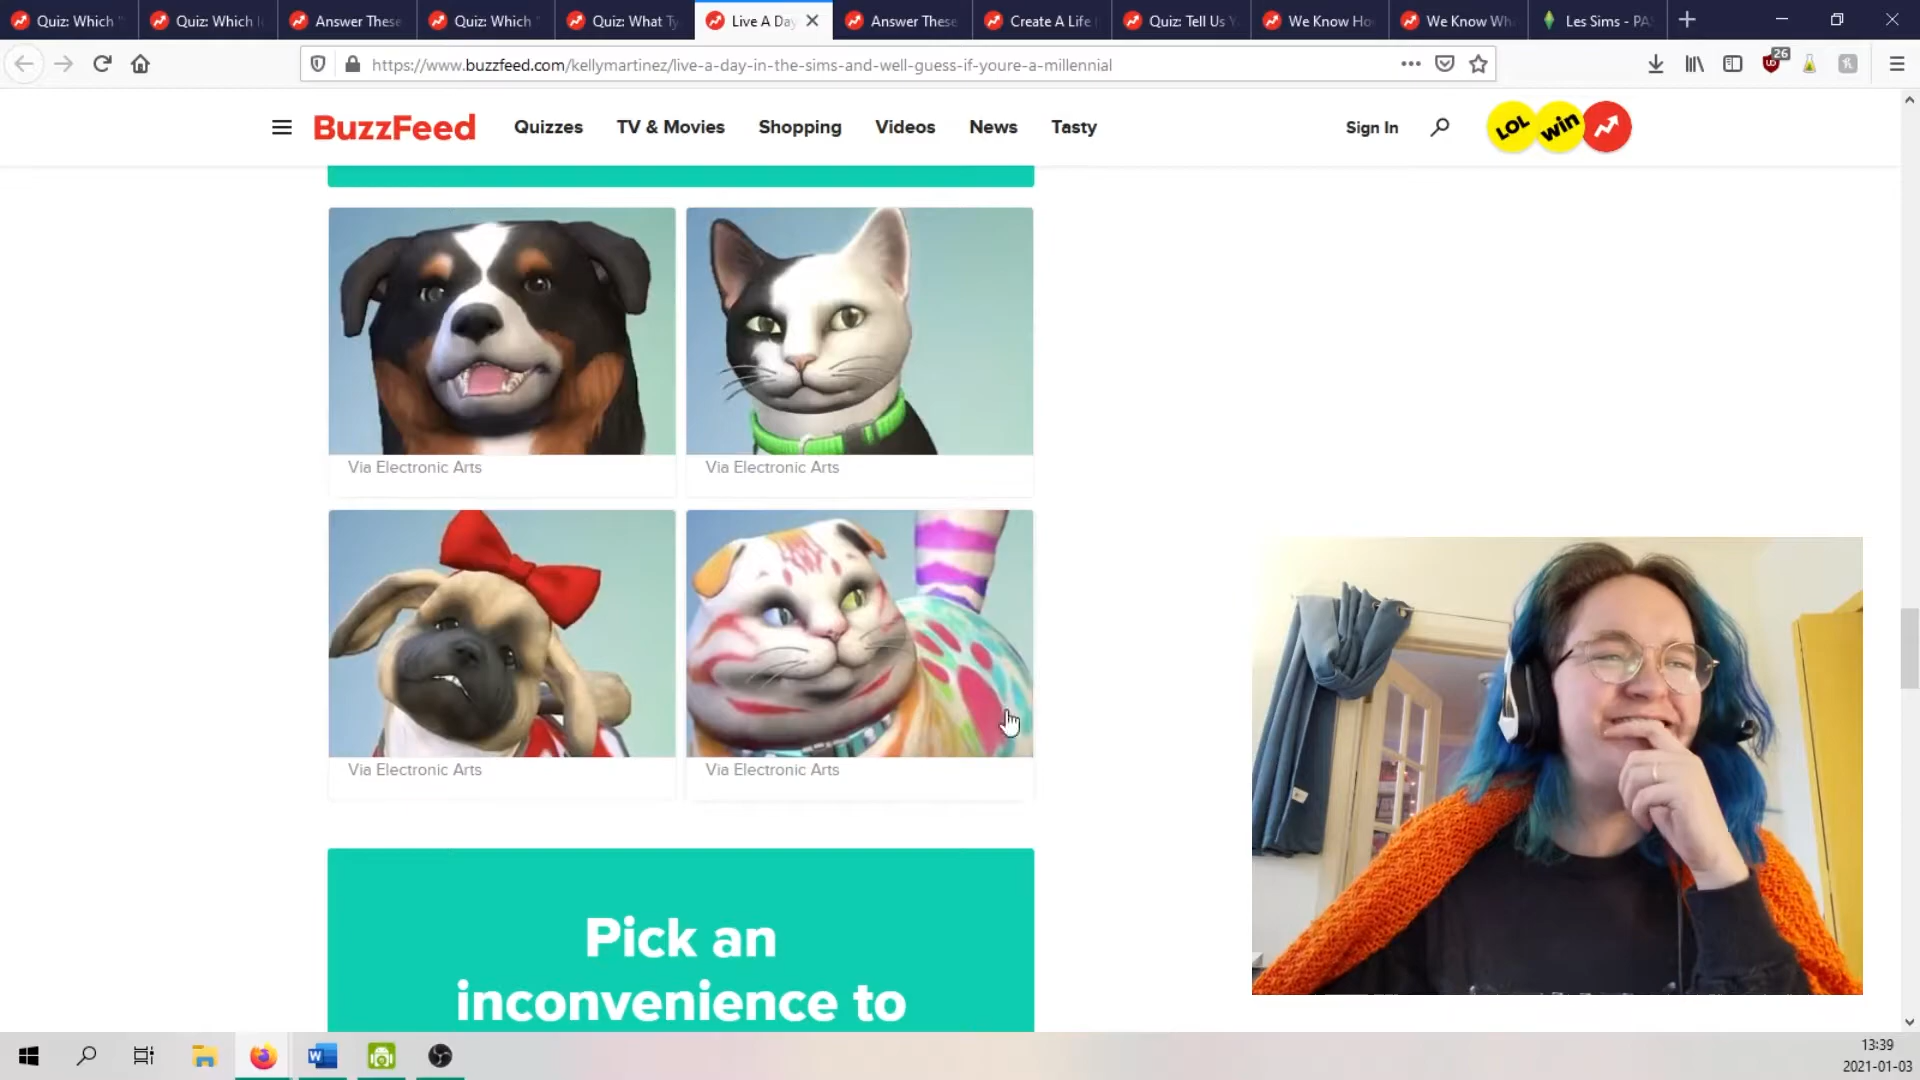 Quiz: Which "
Quiz: Which I
Answer These
Quiz: Which "
Quiz: What Ty
Live A Day
Answer These
Create A Life
Quiz: Tell Us Y
We Know Ho
We Know Wh
Les Sims - PA
26
https://www.buzzfeed.com/kellymartinez/live-a-day-in-the-sims-and-well-guess-if-youre-a-millennial
BuzzFeed
Quizzes
TV & Movies
Shopping
Videos
News
Tasty
Sign In
LOL
win
Via Electronic Arts
Via Electronic Arts
Via Electronic Arts
Via Electronic Arts
Pick an
inconvenience to
13:39
2021-01-03